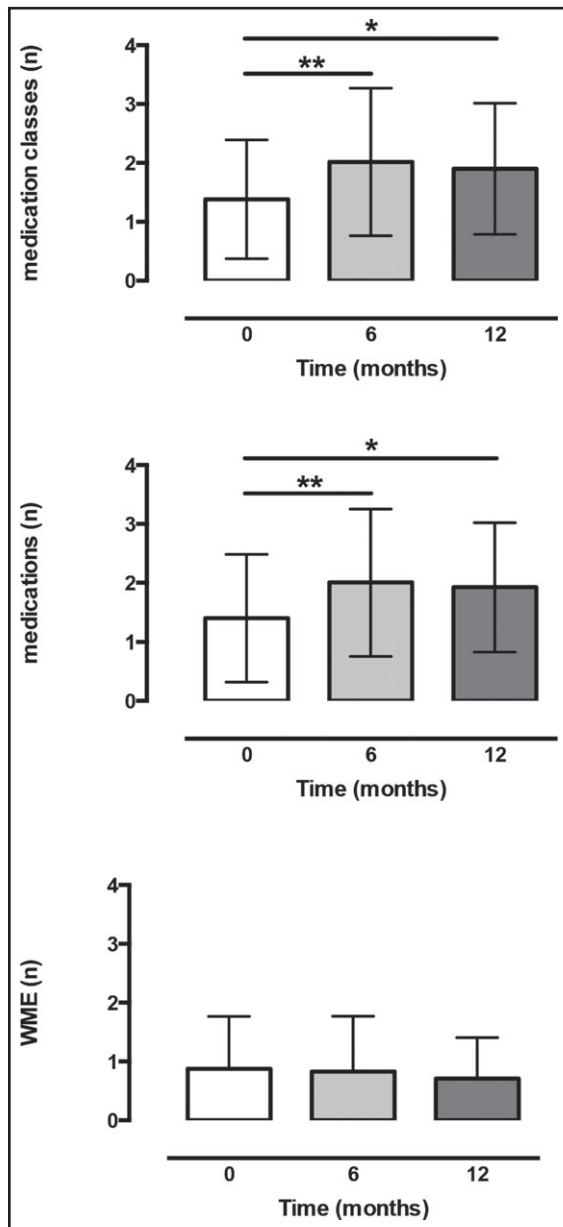 *
**
medication classes (n)
4
3
2
1
0
0 6 12
Time (months)
*
**
medications (n)
4
3
2
1
0
0 6 12
Time (months)
WME (n)
4
3
2
1
0
0 6 12
Time (months)